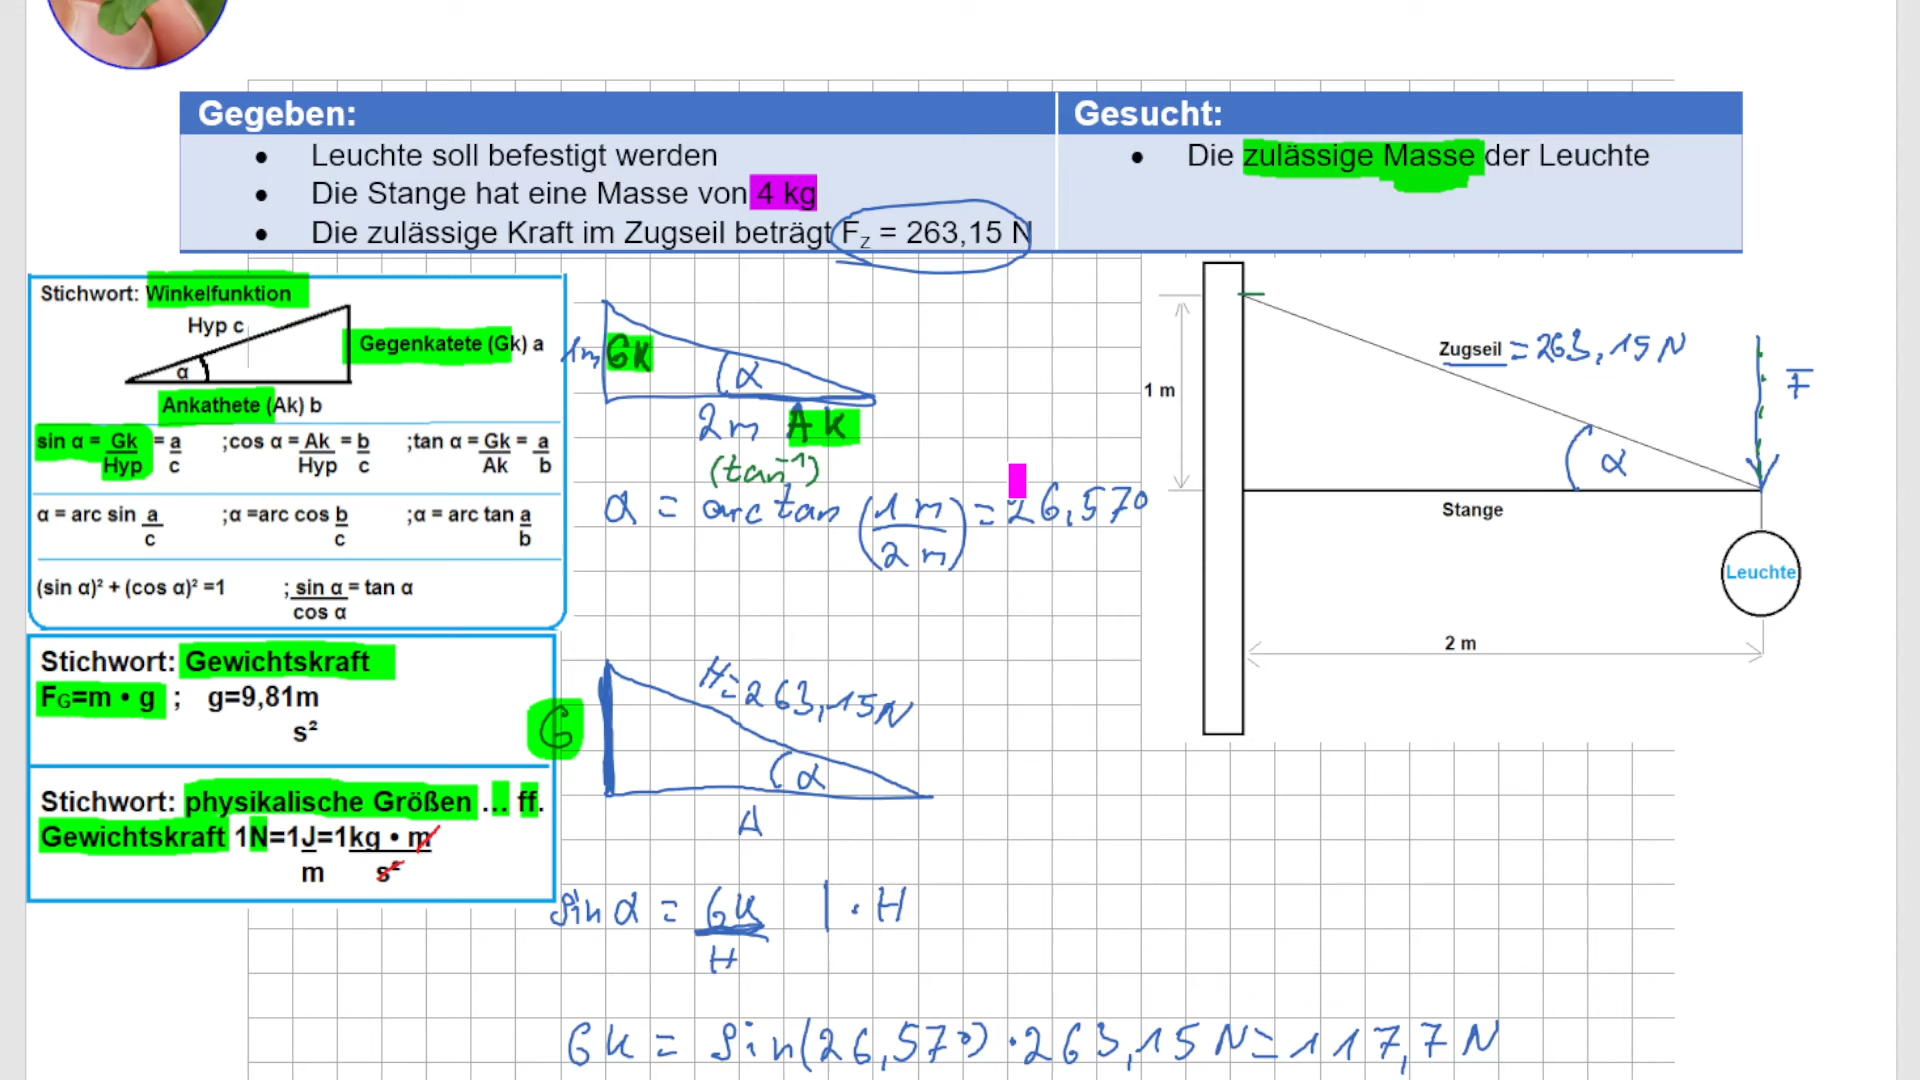 Gegeben:
Gesucht:
• Leuchte soll befestigt werden
• Die Stange hat eine Masse von 4 kg
• Die zulässige Kraft im Zugseil beträgt Fz = 263,15 N
• Die zulässige Masse der Leuchte
Stichwort: Winkelfunktion
Hyp c
Gegenkatete (Gk) a
α
Ankathete (Ak) b
sin α = Gk/Hyp = a/c ;cos α = Ak/Hyp = b/c ;tan α = Gk/Ak = a/b
α = arc sin a/c ;α =arc cos b/c ;α = arc tan a/b
(sin α)² + (cos α)² =1 ; sin α/cos α = tan α
Stichwort: Gewichtskraft
FG=m • g ; g=9,81m
s²
Stichwort: physikalische Größen ... ff.
Gewichtskraft 1N=1J=1kg • m
m s²
1m GK
α
2m AK
(tan⁻¹)
α = arc tan (1 m / 2 m) = 26,57°
G
H=263,15N
α
A
sin α = GK/H | · H
GK = sin(26,57°) · 263,15 N = 117,7 N
1 m
Zugseil = 263,15N
F
α
Stange
Leuchte
2 m